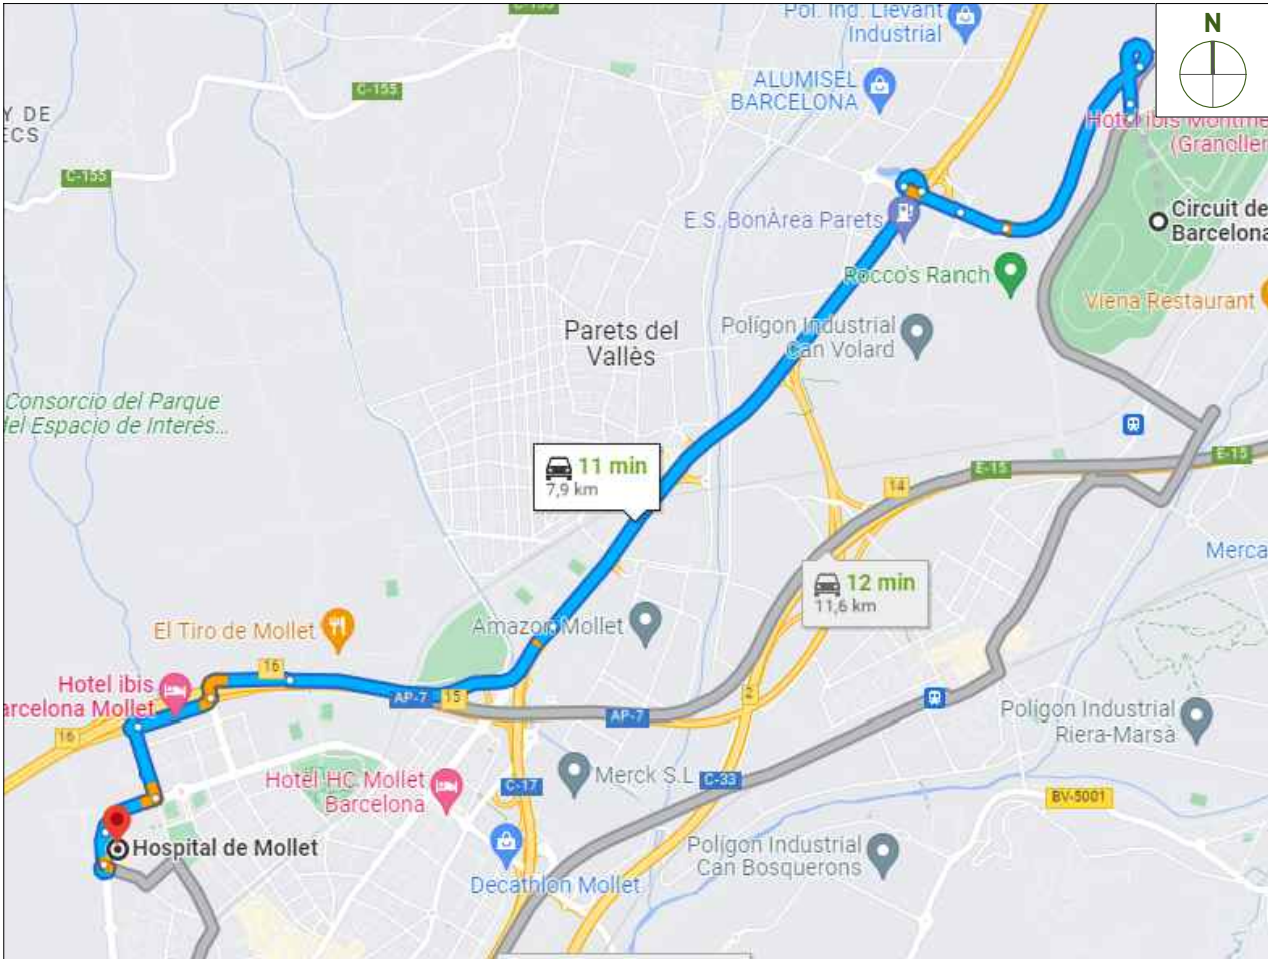 C-155
Pol. Ind. Llevant
Industrial
N
C-155
ALUMISEL
BARCELONA
Y DE
ECS
Hotel ibis Montme
(Granoller
C-155
E.S. BonÀrea Parets
Circuit de
Barcelona
Rocco's Ranch
Viena Restaurant
Parets del
Vallès
Polígon Industrial
Can Volard
Consorcio del Parque
del Espacio de Interés...
11 min
7,9 km
E-15
E-15
14
Merca
12 min
11,6 km
El Tiro de Mollet
Amazon Mollet
16
Hotel ibis
arcelona Mollet
AP-7
15
2
AP-7
16
Polígon Industrial
Riera-Marsà
Hotel HC Mollet
Barcelona
C-17
Merck S.L
C-33
BV-5001
Hospital de Mollet
Polígon Industrial
Can Bosquerons
Decathlon Mollet